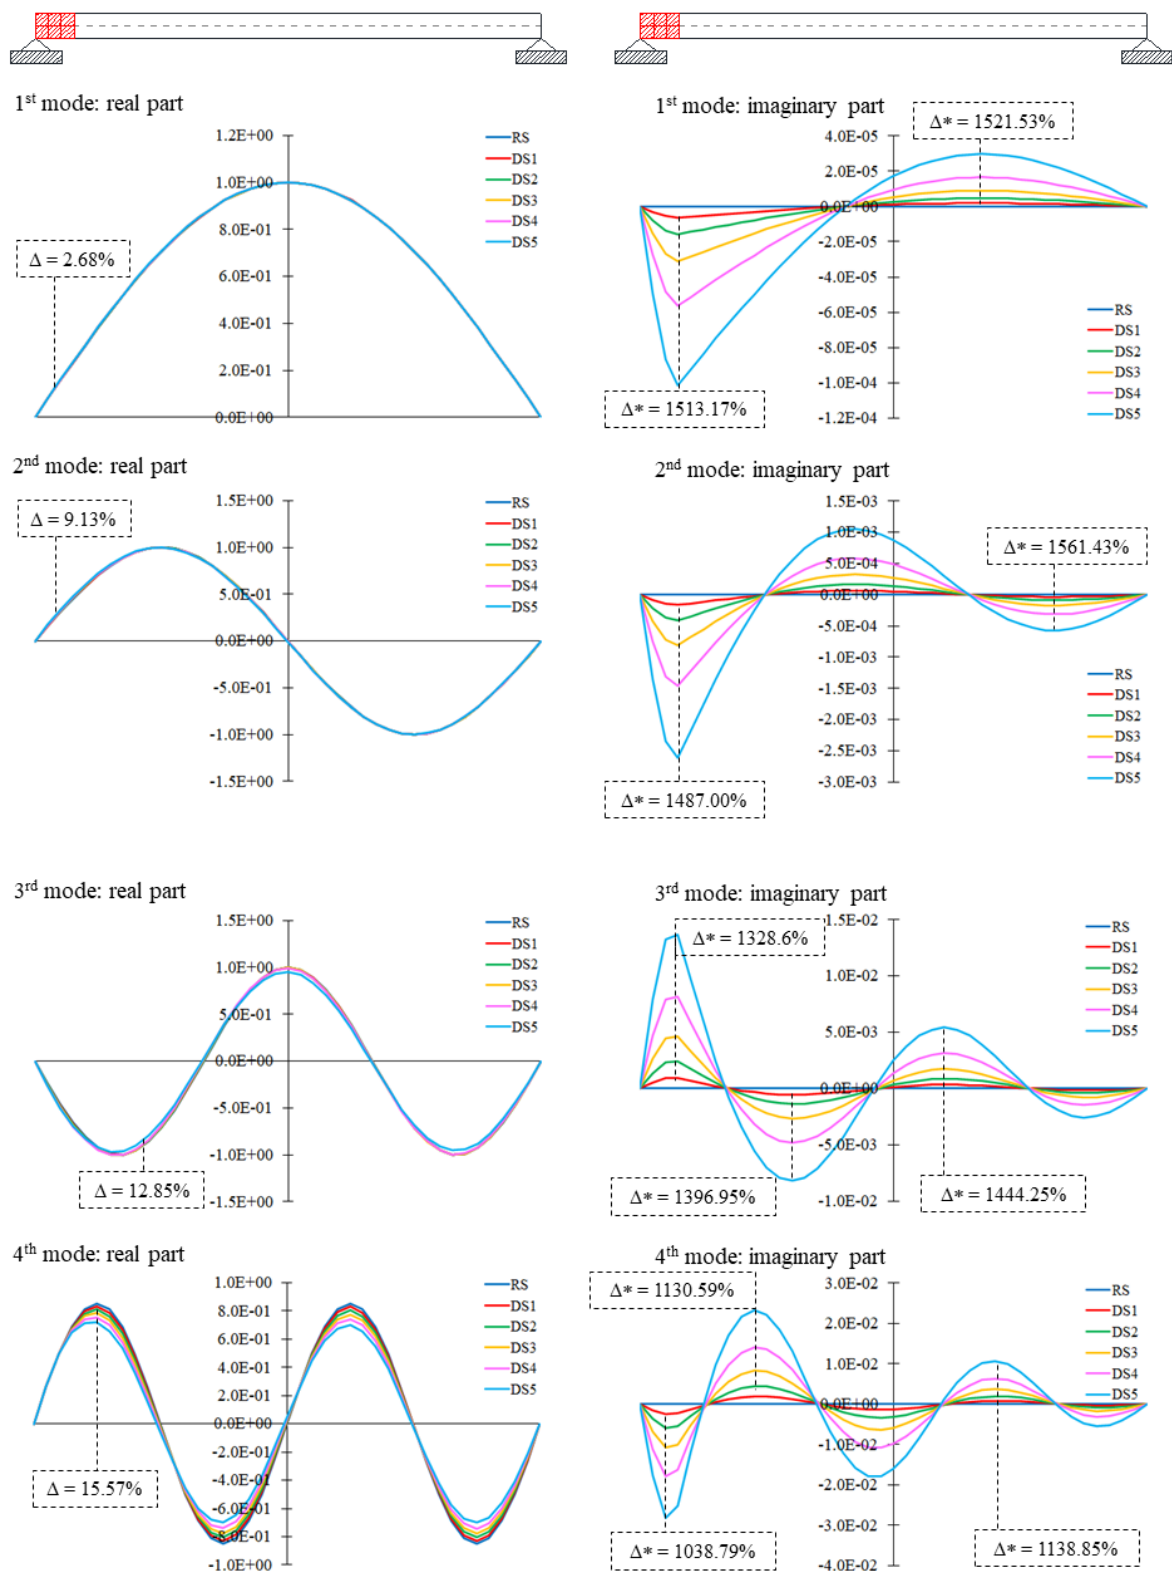 1st mode: real part
1.2E+00
1.0E+00
8.0E-01
6.0E-01
4.0E-01
2.0E-01
0.0E+00
RS
DS1
DS2
DS3
DS4
DS5
Δ = 2.68%
1st mode: imaginary part
4.0E-05
2.0E-05
0.0E+00
-2.0E-05
-4.0E-05
-6.0E-05
-8.0E-05
-1.0E-04
-1.2E-04
Δ* = 1521.53%
RS
DS1
DS2
DS3
DS4
DS5
Δ* = 1513.17%
2nd mode: real part
1.5E+00
1.0E+00
5.0E-01
0.0E+00
-5.0E-01
-1.0E+00
-1.5E+00
RS
DS1
DS2
DS3
DS4
DS5
Δ = 9.13%
2nd mode: imaginary part
1.5E-03
1.0E-03
5.0E-04
0.0E+00
-5.0E-04
-1.0E-03
-1.5E-03
-2.0E-03
-2.5E-03
-3.0E-03
Δ* = 1561.43%
RS
DS1
DS2
DS3
DS4
DS5
Δ* = 1487.00%
3rd mode: real part
1.5E+00
1.0E+00
5.0E-01
0.0E+00
-5.0E-01
-1.0E+00
-1.5E+00
RS
DS1
DS2
DS3
DS4
DS5
Δ = 12.85%
3rd mode: imaginary part
1.5E-02
1.0E-02
5.0E-03
0.0E+00
-5.0E-03
-1.0E-02
Δ* = 1328.6%
RS
DS1
DS2
DS3
DS4
DS5
Δ* = 1396.95%
Δ* = 1444.25%
4th mode: real part
1.0E+00
8.0E-01
6.0E-01
4.0E-01
2.0E-01
0.0E+00
-2.0E-01
-4.0E-01
-6.0E-01
-8.0E-01
-1.0E+00
RS
DS1
DS2
DS3
DS4
DS5
Δ = 15.57%
4th mode: imaginary part
3.0E-02
2.0E-02
1.0E-02
0.0E+00
-1.0E-02
-2.0E-02
-3.0E-02
-4.0E-02
Δ* = 1130.59%
RS
DS1
DS2
DS3
DS4
DS5
Δ* = 1038.79%
Δ* = 1138.85%